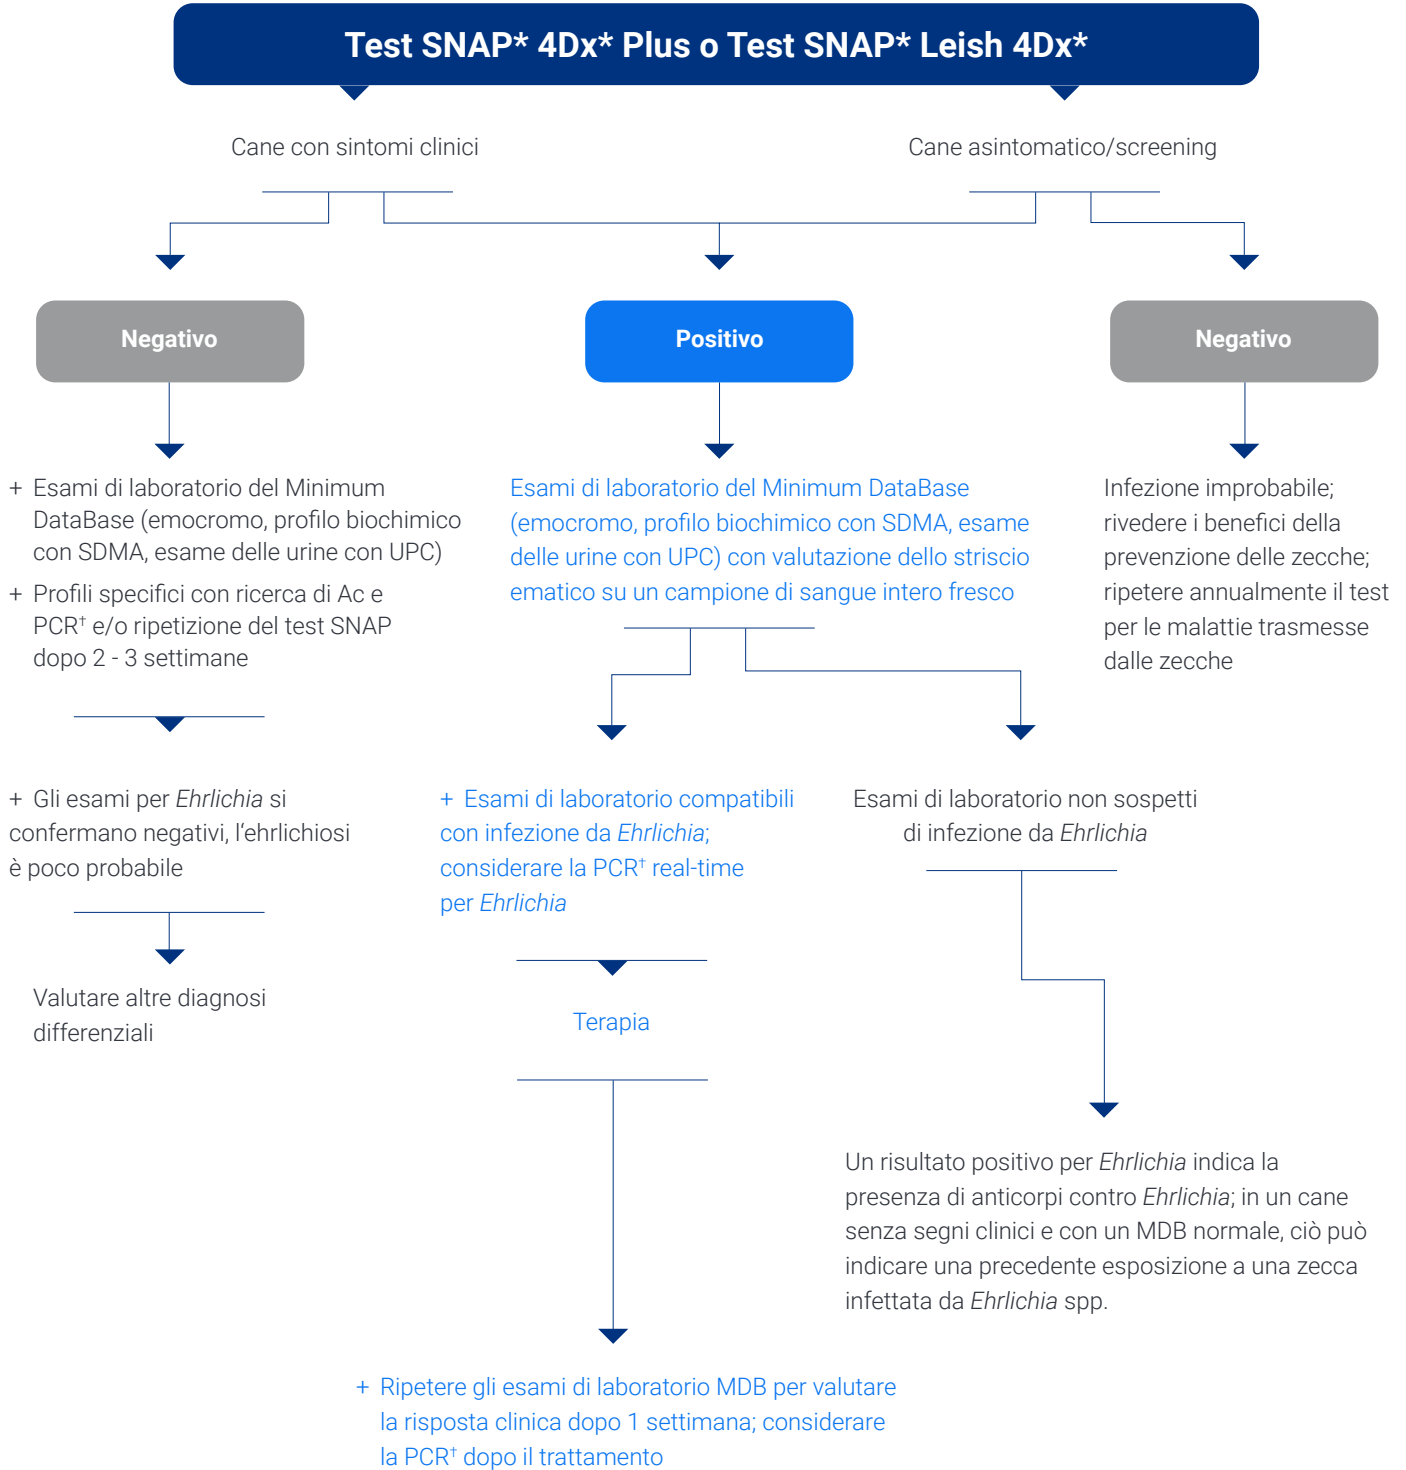 Test SNAP* 4Dx* Plus o Test SNAP* Leish 4Dx*
Cane con sintomi clinici
Cane asintomatico/screening
Negativo
Positivo
Negativo
+ Esami di laboratorio del Minimum
DataBase (emocromo, profilo biochimico
con SDMA, esame delle urine con UPC)
+ Profili specifici con ricerca di Ac e
PCR† e/o ripetizione del test SNAP
dopo 2 - 3 settimane
Esami di laboratorio del Minimum DataBase
(emocromo, profilo biochimico con SDMA, esame
delle urine con UPC) con valutazione dello striscio
ematico su un campione di sangue intero fresco
Infezione improbabile;
rivedere i benefici della
prevenzione delle zecche;
ripetere annualmente il test
per le malattie trasmesse
dalle zecche
+ Gli esami per Ehrlichia si
confermano negativi, l‘ehrlichiosi
è poco probabile
+ Esami di laboratorio compatibili
con infezione da Ehrlichia;
considerare la PCR† real-time
per Ehrlichia
Esami di laboratorio non sospetti
di infezione da Ehrlichia
Valutare altre diagnosi
differenziali
Terapia
Un risultato positivo per Ehrlichia indica la
presenza di anticorpi contro Ehrlichia; in un cane
senza segni clinici e con un MDB normale, ciò può
indicare una precedente esposizione a una zecca
infettata da Ehrlichia spp.
+ Ripetere gli esami di laboratorio MDB per valutare
la risposta clinica dopo 1 settimana; considerare
la PCR† dopo il trattamento